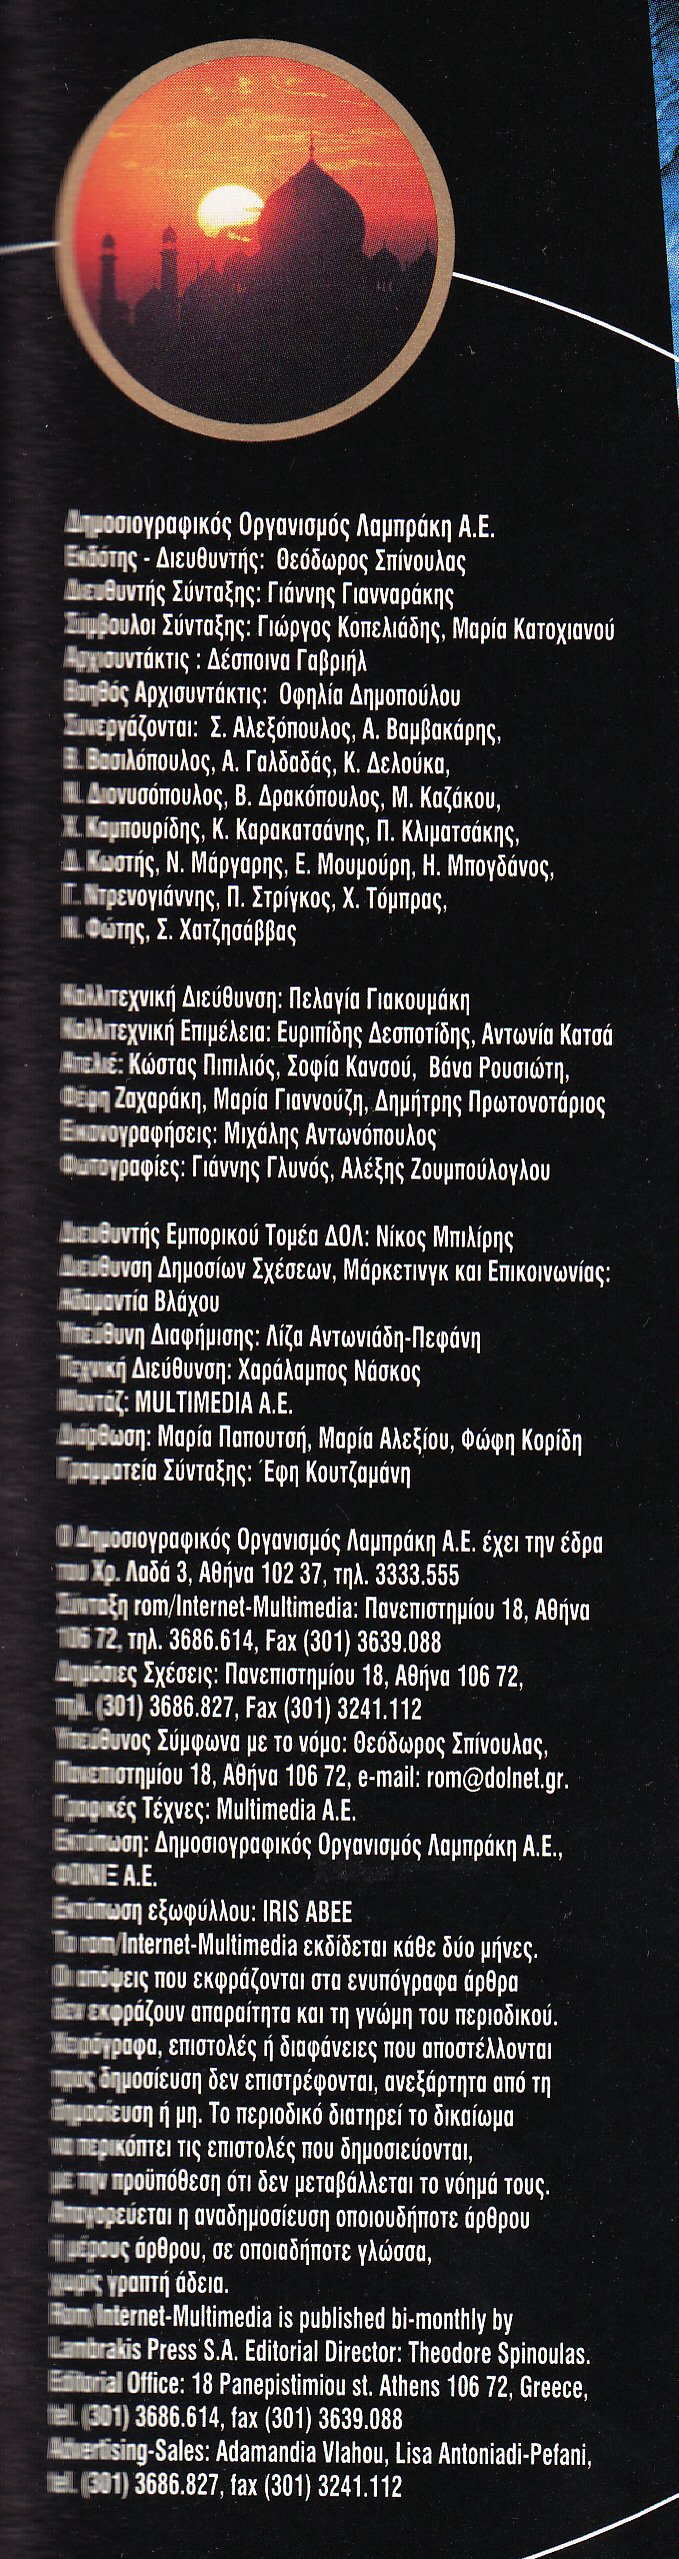 Δημοσιογραφικός Οργανισμός Λαμπράκη Α.Ε.
Εκδότης - Διευθυντής: Θεόδωρος Σπίνουλας
Διευθυντής Σύνταξης: Γιάννης Γιανναράκης
Σύμβουλοι Σύνταξης: Γιώργος Κοπελιάδης, Μαρία Κατοχιανού
Αρχισυντάκτις : Δέσποινα Γαβριήλ
Βοηθός Αρχισυντάκτις: Οφηλία Δημοπούλου
Συνεργάζονται: Σ. Αλεξόπουλος, Α. Βαμβακάρης,
Β. Βασιλόπουλος, Α. Γαλδαδάς, Κ. Δελούκα,
Ν. Διονυσόπουλος, Β. Δρακόπουλος, Μ. Καζάκου,
Χ. Καμπουρίδης, Κ. Καρακατσάνης, Π. Κλιματσάκης,
Δ. Κωστής, Ν. Μάργαρης, Ε. Μουμούρη, Η. Μπογδάνος,
Γ. Ντρενογιάννης, Π. Στρίγκος, Χ. Τόμπρας,
Ν. Φώτης, Σ. Χατζησάββας
Καλλιτεχνική Διεύθυνση: Πελαγία Γιακουμάκη
Καλλιτεχνική Επιμέλεια: Ευριπίδης Δεσποτίδης, Αντωνία Κατσά
Ατελιέ: Κώστας Πιπιλιός, Σοφία Κανσού, Βάνα Ρουσιώτη,
Φέφη Ζαχαράκη, Μαρία Γιαννούζη, Δημήτρης Πρωτονοτάριος
Εικονογραφήσεις: Μιχάλης Αντωνόπουλος
Φωτογραφίες: Γιάννης Γλυνός, Αλέξης Ζουμπούλογλου
Διευθυντής Εμπορικού Τομέα ΔΟΛ: Νίκος Μπιλίρης
Διεύθυνση Δημοσίων Σχέσεων, Μάρκετινγκ και Επικοινωνίας:
Αδαμαντία Βλάχου
Υπεύθυνη Διαφήμισης: Λίζα Αντωνιάδη-Πεφάνη
Τεχνική Διεύθυνση: Χαράλαμπος Νάσκος
Μοντάζ: MULTIMEDIA A.E.
Διόρθωση: Μαρία Παπουτσή, Μαρία Αλεξίου, Φώφη Κορίδη
Γραμματεία Σύνταξης: Έφη Κουτζαμάνη
Ο Δημοσιογραφικός Οργανισμός Λαμπράκη Α.Ε. έχει την έδρα
του Χρ. Λαδά 3, Αθήνα 102 37, τηλ. 3333.555
Σύνταξη rom/Internet-Multimedia: Πανεπιστημίου 18, Αθήνα
106 72, τηλ. 3686.614, Fax (301) 3639.088
Δημόσιες Σχέσεις: Πανεπιστημίου 18, Αθήνα 106 72,
τηλ. (301) 3686.827, Fax (301) 3241.112
Υπεύθυνος Σύμφωνα με το νόμο: Θεόδωρος Σπίνουλας,
Πανεπιστημίου 18, Αθήνα 106 72, e-mail: rom@dolnet.gr.
Γραφικές Τέχνες: Multimedia A.E.
Εκτύπωση: Δημοσιογραφικός Οργανισμός Λαμπράκη Α.Ε.,
ΦΟΙΝΙΞ Α.Ε.
Εκτύπωση εξωφύλλου: IRIS ABEE
Το rom/Internet-Multimedia εκδίδεται κάθε δύο μήνες.
Οι απόψεις που εκφράζονται στα ενυπόγραφα άρθρα
δεν εκφράζουν απαραίτητα και τη γνώμη του περιοδικού.
Χειρόγραφα, επιστολές ή διαφάνειες που αποστέλλονται
προς δημοσίευση δεν επιστρέφονται, ανεξάρτητα από τη
δημοσίευση ή μη. Το περιοδικό διατηρεί το δικαίωμα
να περικόπτει τις επιστολές που δημοσιεύονται,
με την προϋπόθεση ότι δεν μεταβάλλεται το νόημά τους.
Απαγορεύεται η αναδημοσίευση οποιουδήποτε άρθρου
ή μέρους άρθρου, σε οποιαδήποτε γλώσσα,
χωρίς γραπτή άδεια.
Rom/Internet-Multimedia is published bi-monthly by
Lambrakis Press S.A. Editorial Director: Theodore Spinoulas.
Editorial Office: 18 Panepistimiou st. Athens 106 72, Greece,
tel. (301) 3686.614, fax (301) 3639.088
Advertising-Sales: Adamandia Vlahou, Lisa Antoniadi-Pefani,
tel. (301) 3686.827, fax (301) 3241.112